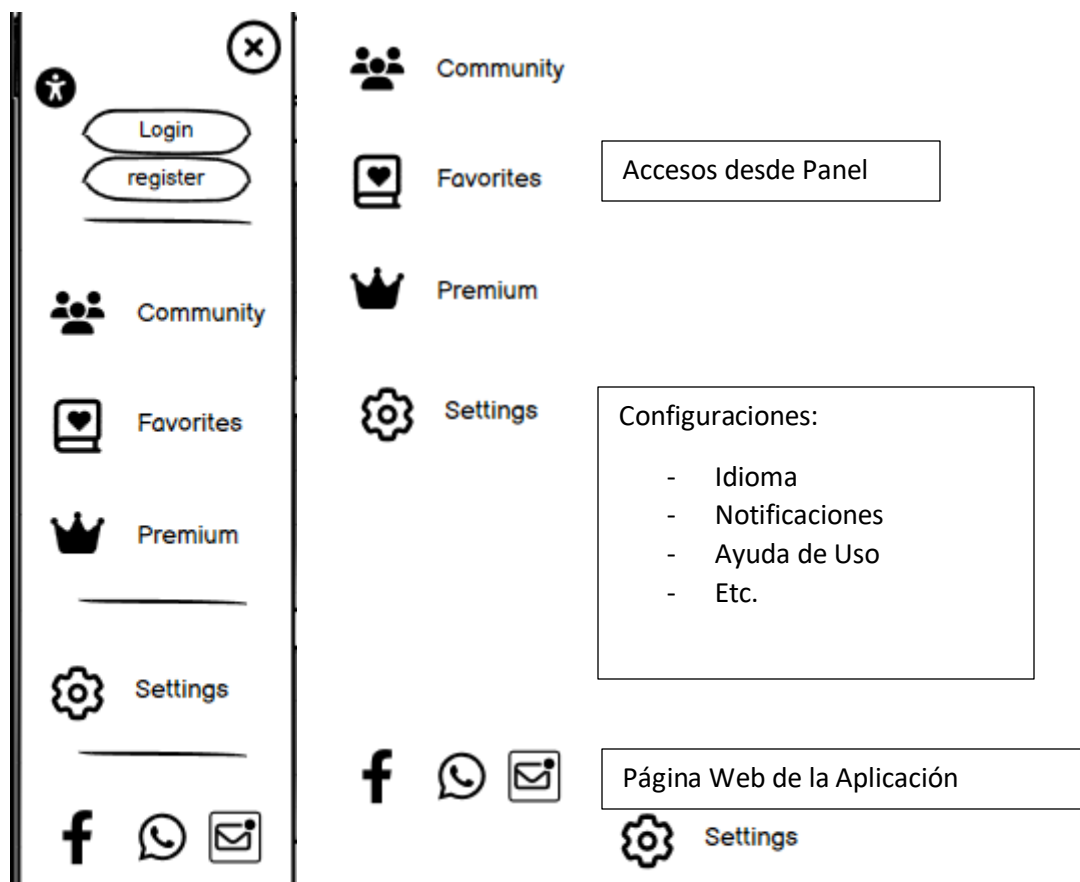 Login
register
Community
Favorites
Premium
Settings
Community
Favorites
Accesos desde Panel
Premium
Settings
Configuraciones:
- Idioma
- Notificaciones
- Ayuda de Uso
- Etc.
Página Web de la Aplicación
Settings